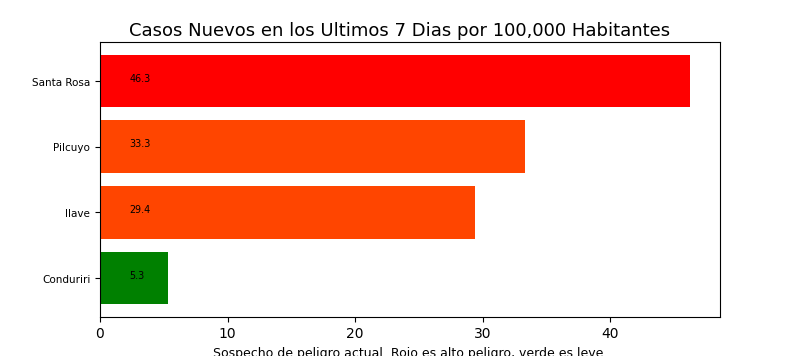 Casos Nuevos en los Ultimos 7 Dias por 100,000 Habitantes
Santa Rosa 46.3
Pilcuyo 33.3
Ilave 29.4
Conduriri 5.3
0 10 20 30 40
Sospecho de peligro actual. Rojo es alto peligro, verde es leve